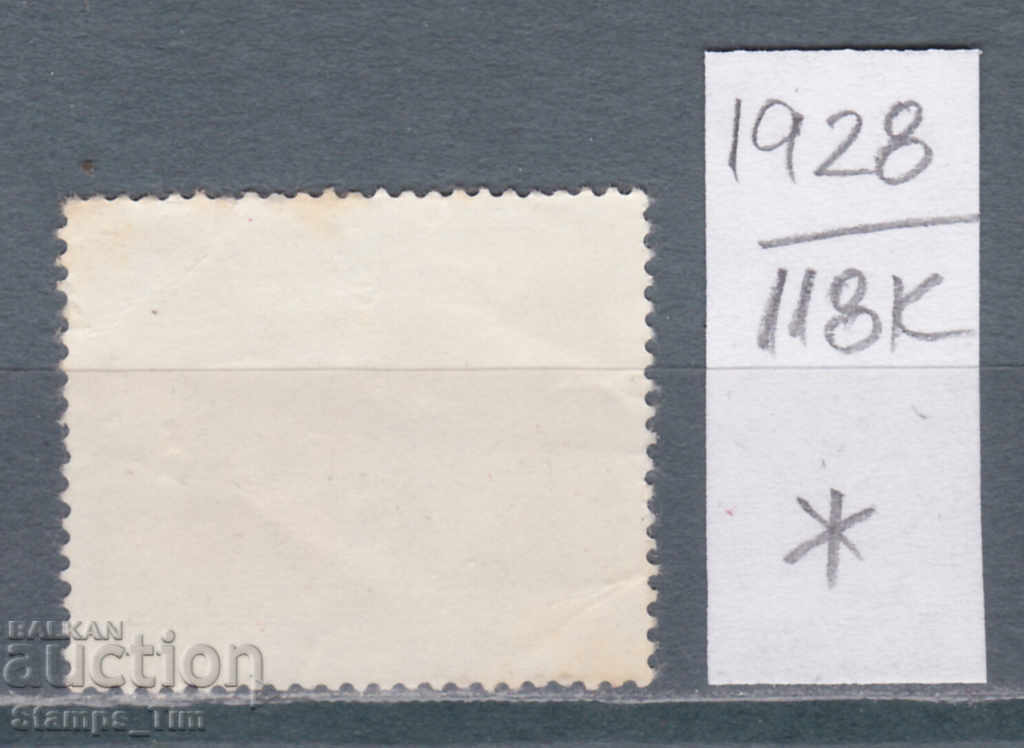 1928
118K
*
BALKAN
auction
Stamps_Tim